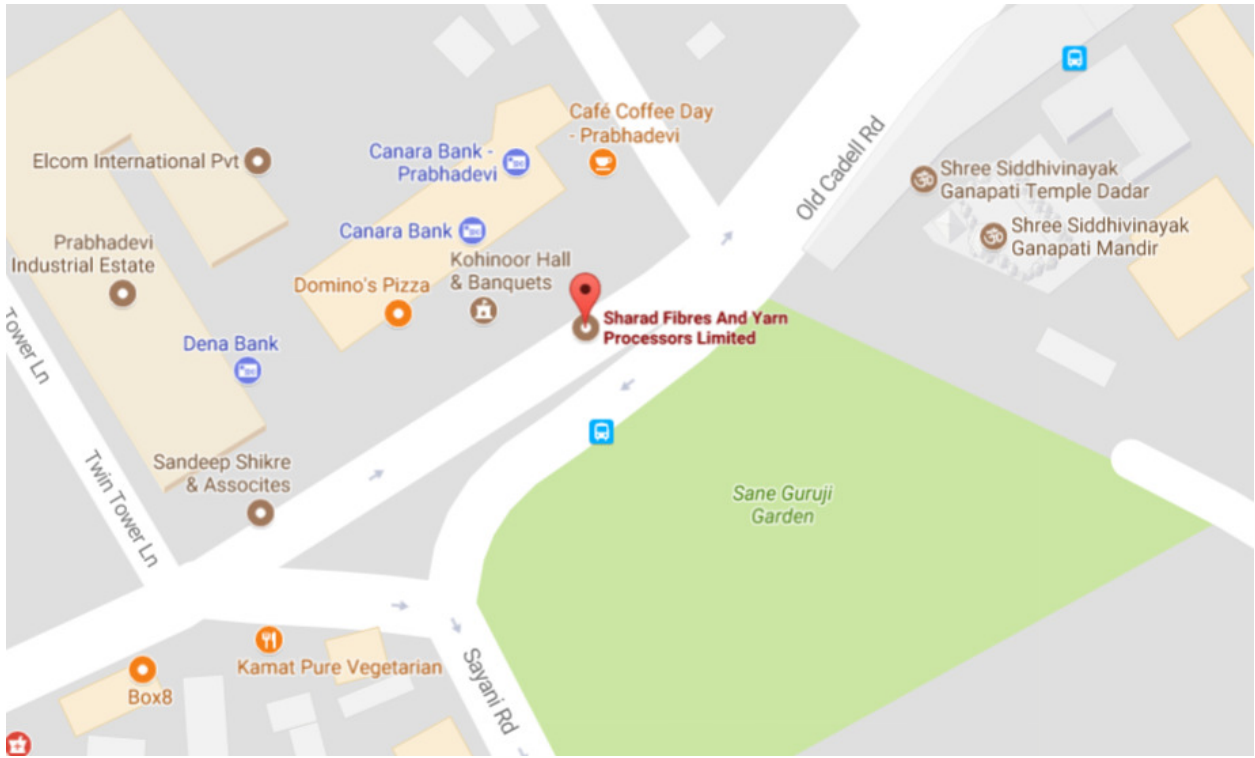 Café Coffee Day
- Prabhadevi
Canara Bank -
Prabhadevi
Elcom International Pvt
Old Cadell Rd
Shree Siddhivinayak
Ganapati Temple Dadar
Shree Siddhivinayak
Ganapati Mandir
Canara Bank
Prabhadevi
Industrial Estate
Kohinoor Hall
& Banquets
Domino's Pizza
Sharad Fibres And Yarn
Processors Limited
Tower Ln
Dena Bank
Sandeep Shikre
& Assocites
Twin Tower Ln
Sane Guruji
Garden
Kamat Pure Vegetarian
Box8
Sayani Rd